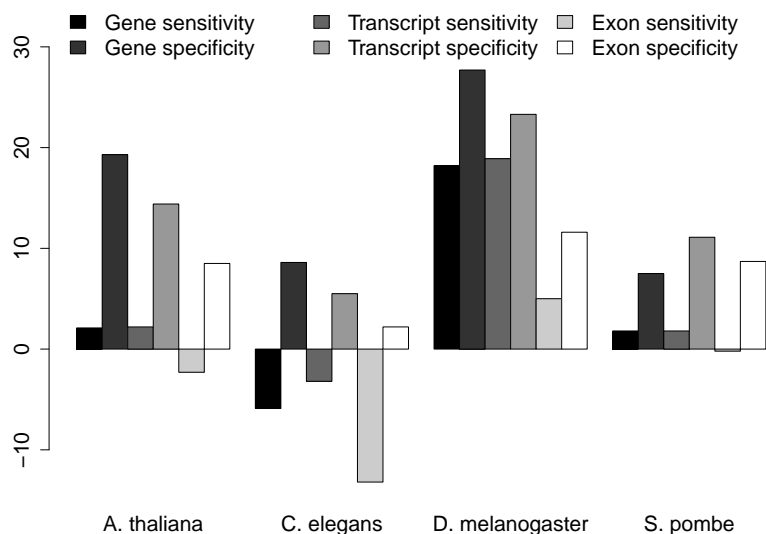 Gene sensitivity Transcript sensitivity Exon sensitivity
Gene specificity Transcript specificity Exon specificity
30
20
10
0
−10
A. thaliana C. elegans D. melanogaster S. pombe